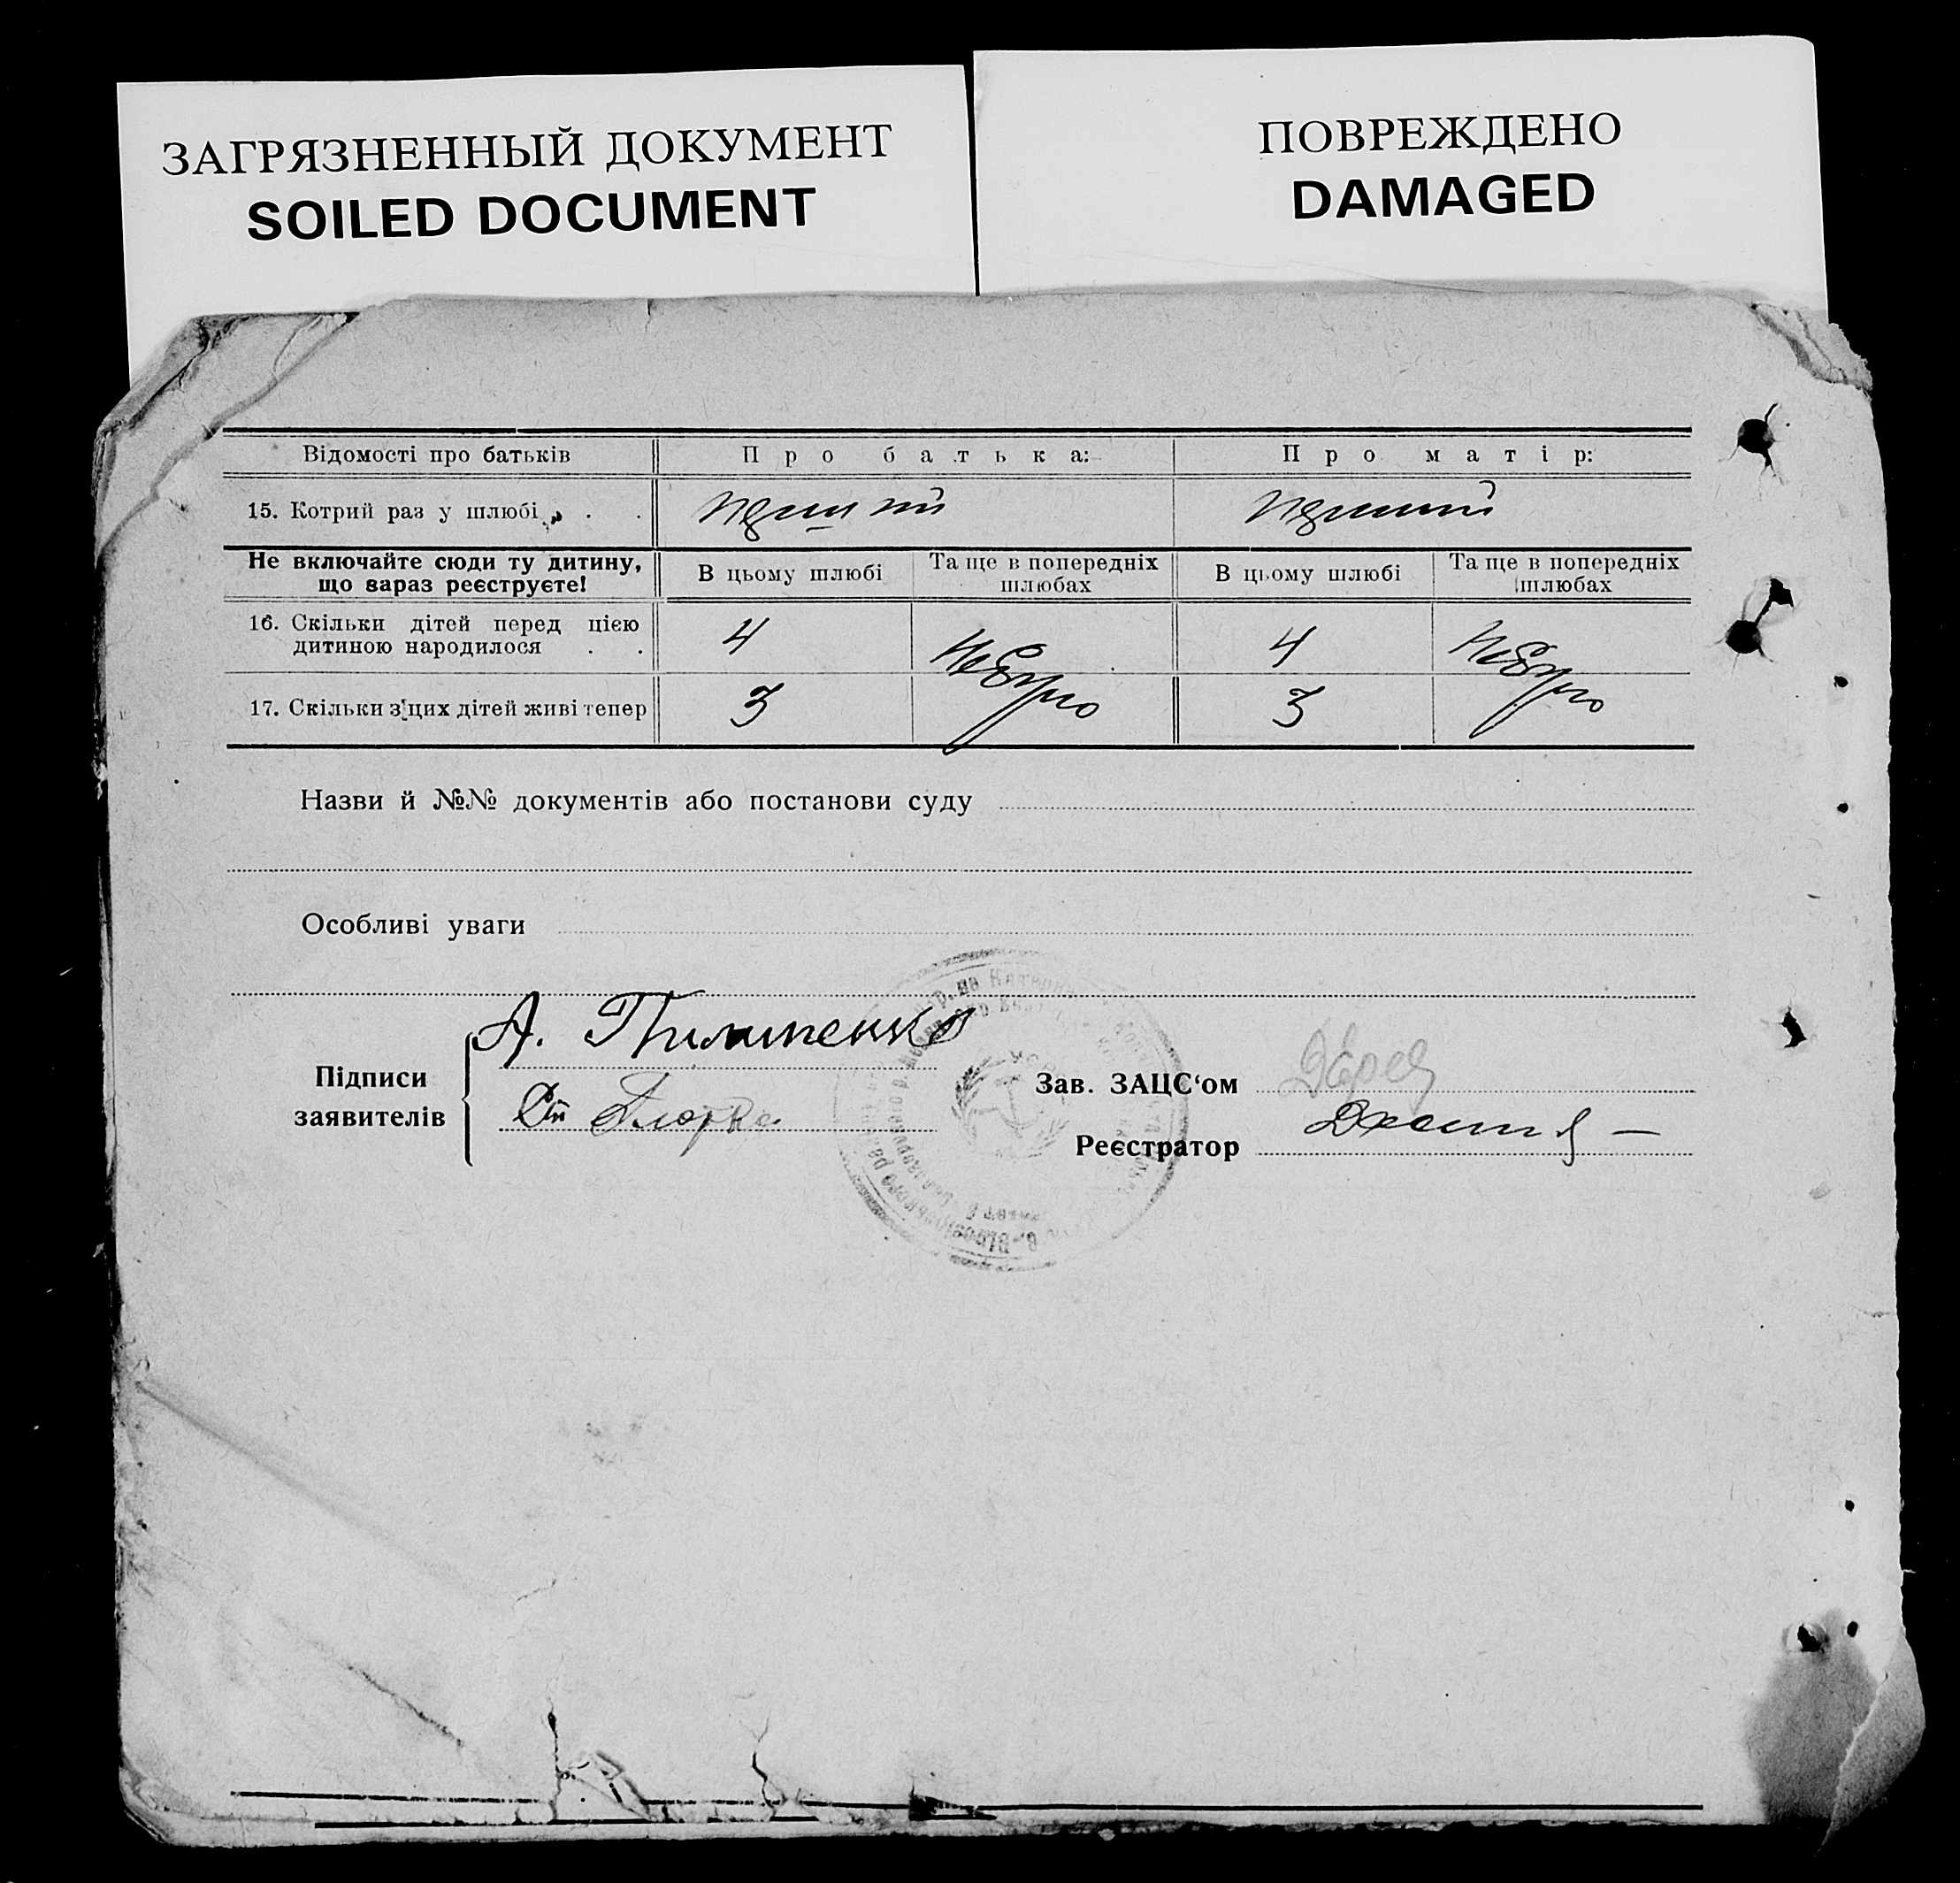 ЗАГРЯЗНЕННЫЙ ДОКУМЕНТ
SOILED DOCUMENT
ПОВРЕЖДЕНО
DAMAGED
Відомості про батьків Про батька: Про матір:
15. Котрий раз у шлюбі . . перший перший
Не включайте сюди ту дитину, що зараз реєструєте! В цьому шлюбі Та ще в попередніх шлюбах В цьому шлюбі Та ще в попередніх шлюбах
16. Скільки дітей перед цією
дитиною народилося . . 4 Небуло 4 Небуло
17. Скільки з цих дітей живі тепер 3 3
Назви й №№ документів або постанови суду
Особливі уваги
А.
Підписи
заявителів
Зав. ЗАЦС‘ом
Реєстратор